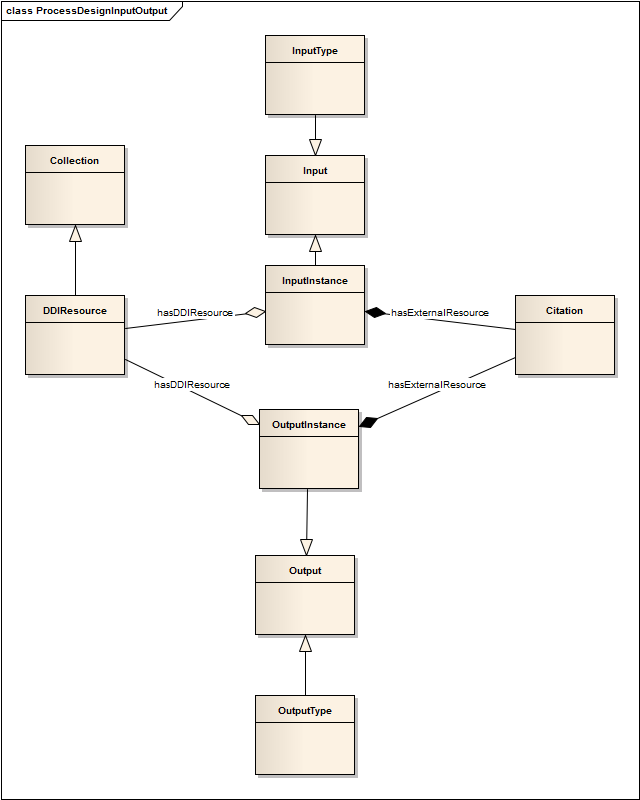 class ProcessDesignInputOutput
InputType
Collection
Input
InputInstance
DDIResource
hasDDIResource
hasExternalResource
Citation
hasDDIResource
hasExternalResource
OutputInstance
Output
OutputType